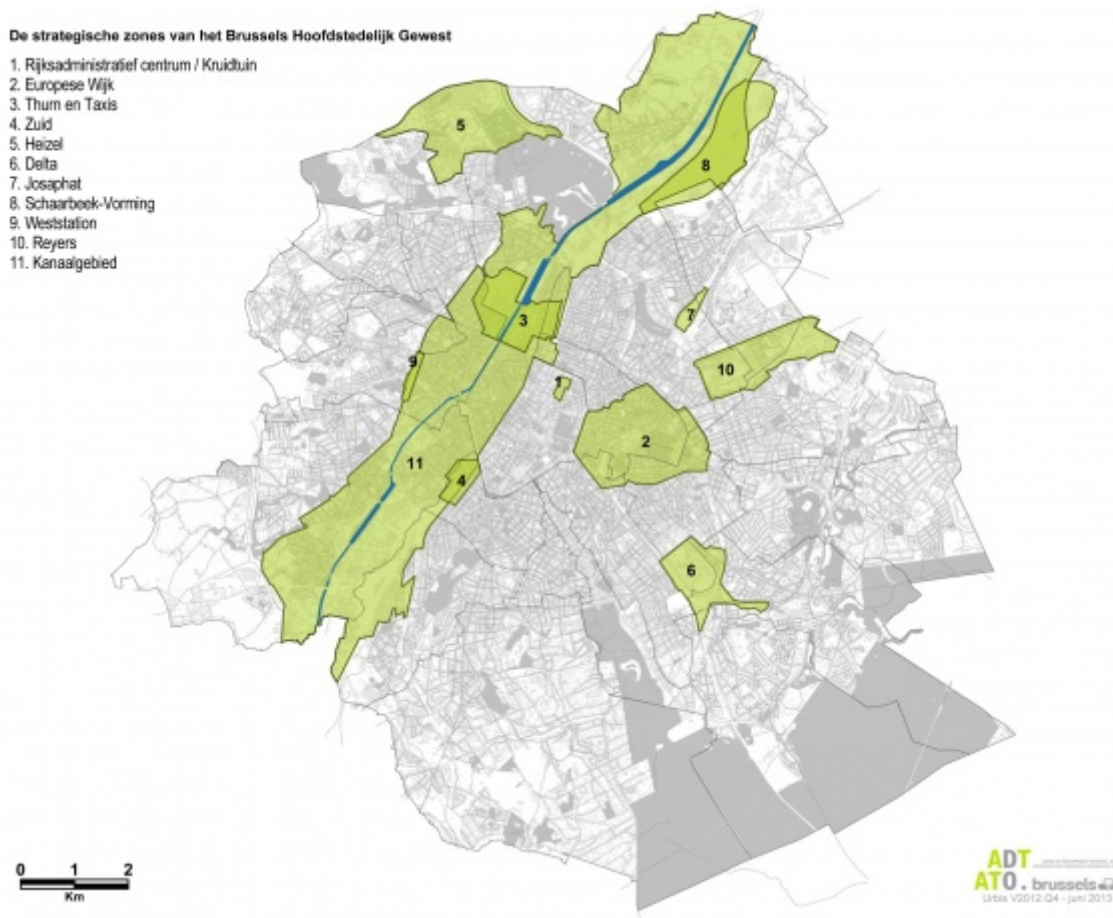 De strategische zones van het Brussels Hoofdstedelijk Gewest
1. Rijksadministratief centrum / Kruidtuin
2. Europese Wijk
3. Thurn en Taxis
4. Zuid
5. Heizel
6. Delta
7. Josaphat
8. Schaarbeek-Vorming
9. Weststation
10. Reyers
11. Kanaalgebied
5
8
3
7
9
10
1
2
11
4
6
0 1 2
Km
ADT
ATO. brussels
Urbis V2012.Q4 - juni 2013